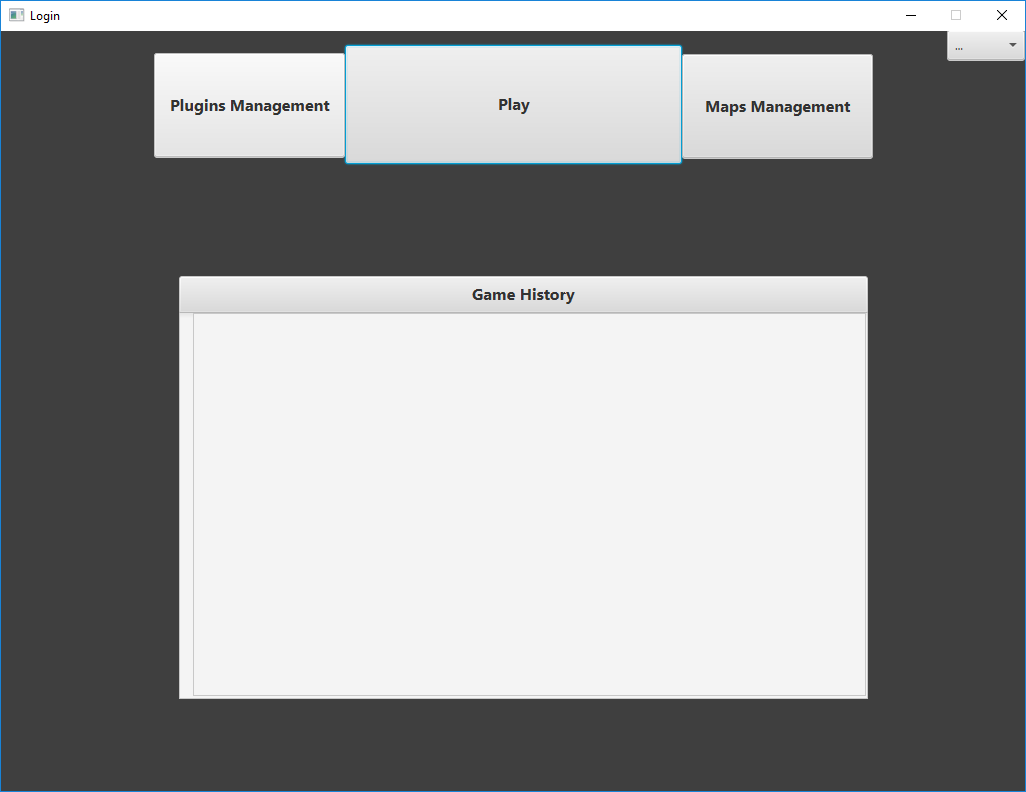 Login
...
Plugins Management
Play
Maps Management
Game History